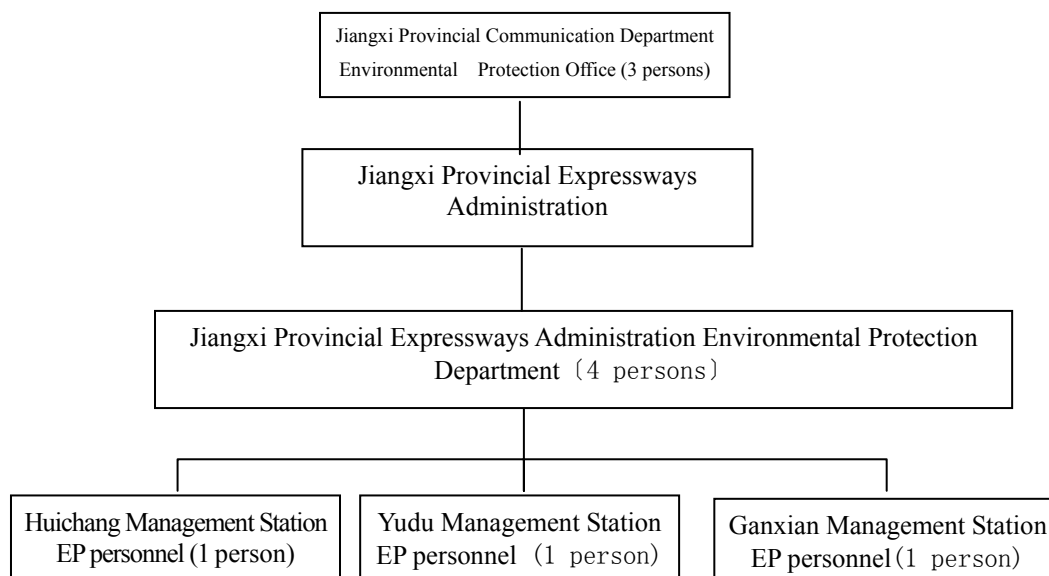 Jiangxi Provincial Communication Department
Environmental Protection Office (3 persons)
Jiangxi Provincial Expressways
Administration
Jiangxi Provincial Expressways Administration Environmental Protection
Department〔4 persons〕
Huichang Management Station
EP personnel (1 person)
Yudu Management Station
EP personnel (1 person)
Ganxian Management Station
EP personnel(1 person)